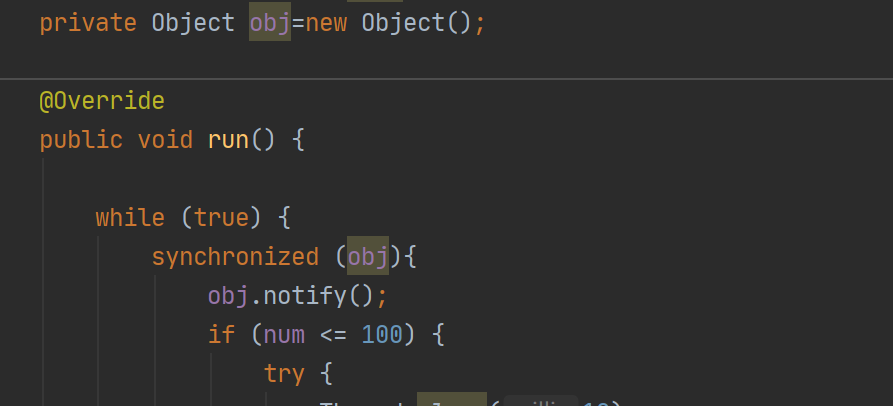 private Object obj=new Object();
@Override
public void run() {
while (true) {
synchronized (obj){
obj.notify();
if (num <= 100) {
try {